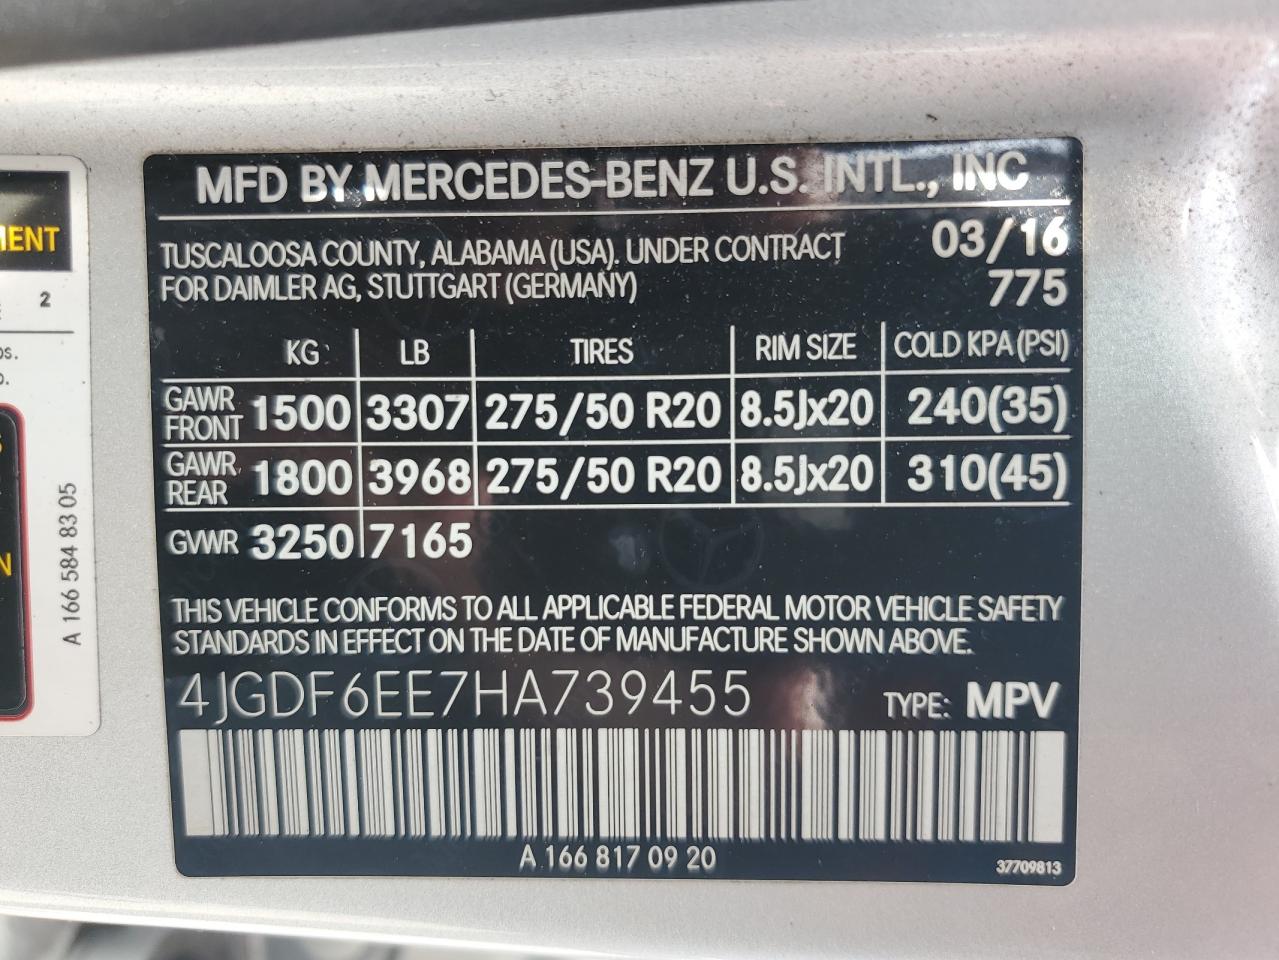 MFD BY MERCEDES-BENZ U.S. INTL., INC
TUSCALOOSA COUNTY, ALABAMA (USA). UNDER CONTRACT 03/16
FOR DAIMLER AG, STUTTGART (GERMANY) 775
KG LB TIRES RIM SIZE COLD KPA (PSI)
GAWR FRONT 1500 3307 275/50 R20 8.5Jx20 240(35)
GAWR REAR 1800 3968 275/50 R20 8.5Jx20 310(45)
GVWR 3250 7165
THIS VEHICLE CONFORMS TO ALL APPLICABLE FEDERAL MOTOR VEHICLE SAFETY
STANDARDS IN EFFECT ON THE DATE OF MANUFACTURE SHOWN ABOVE.
4JGDF6EE7HA739455 TYPE: MPV
A 166 817 09 20 37709813
2
A 166 584 83 05